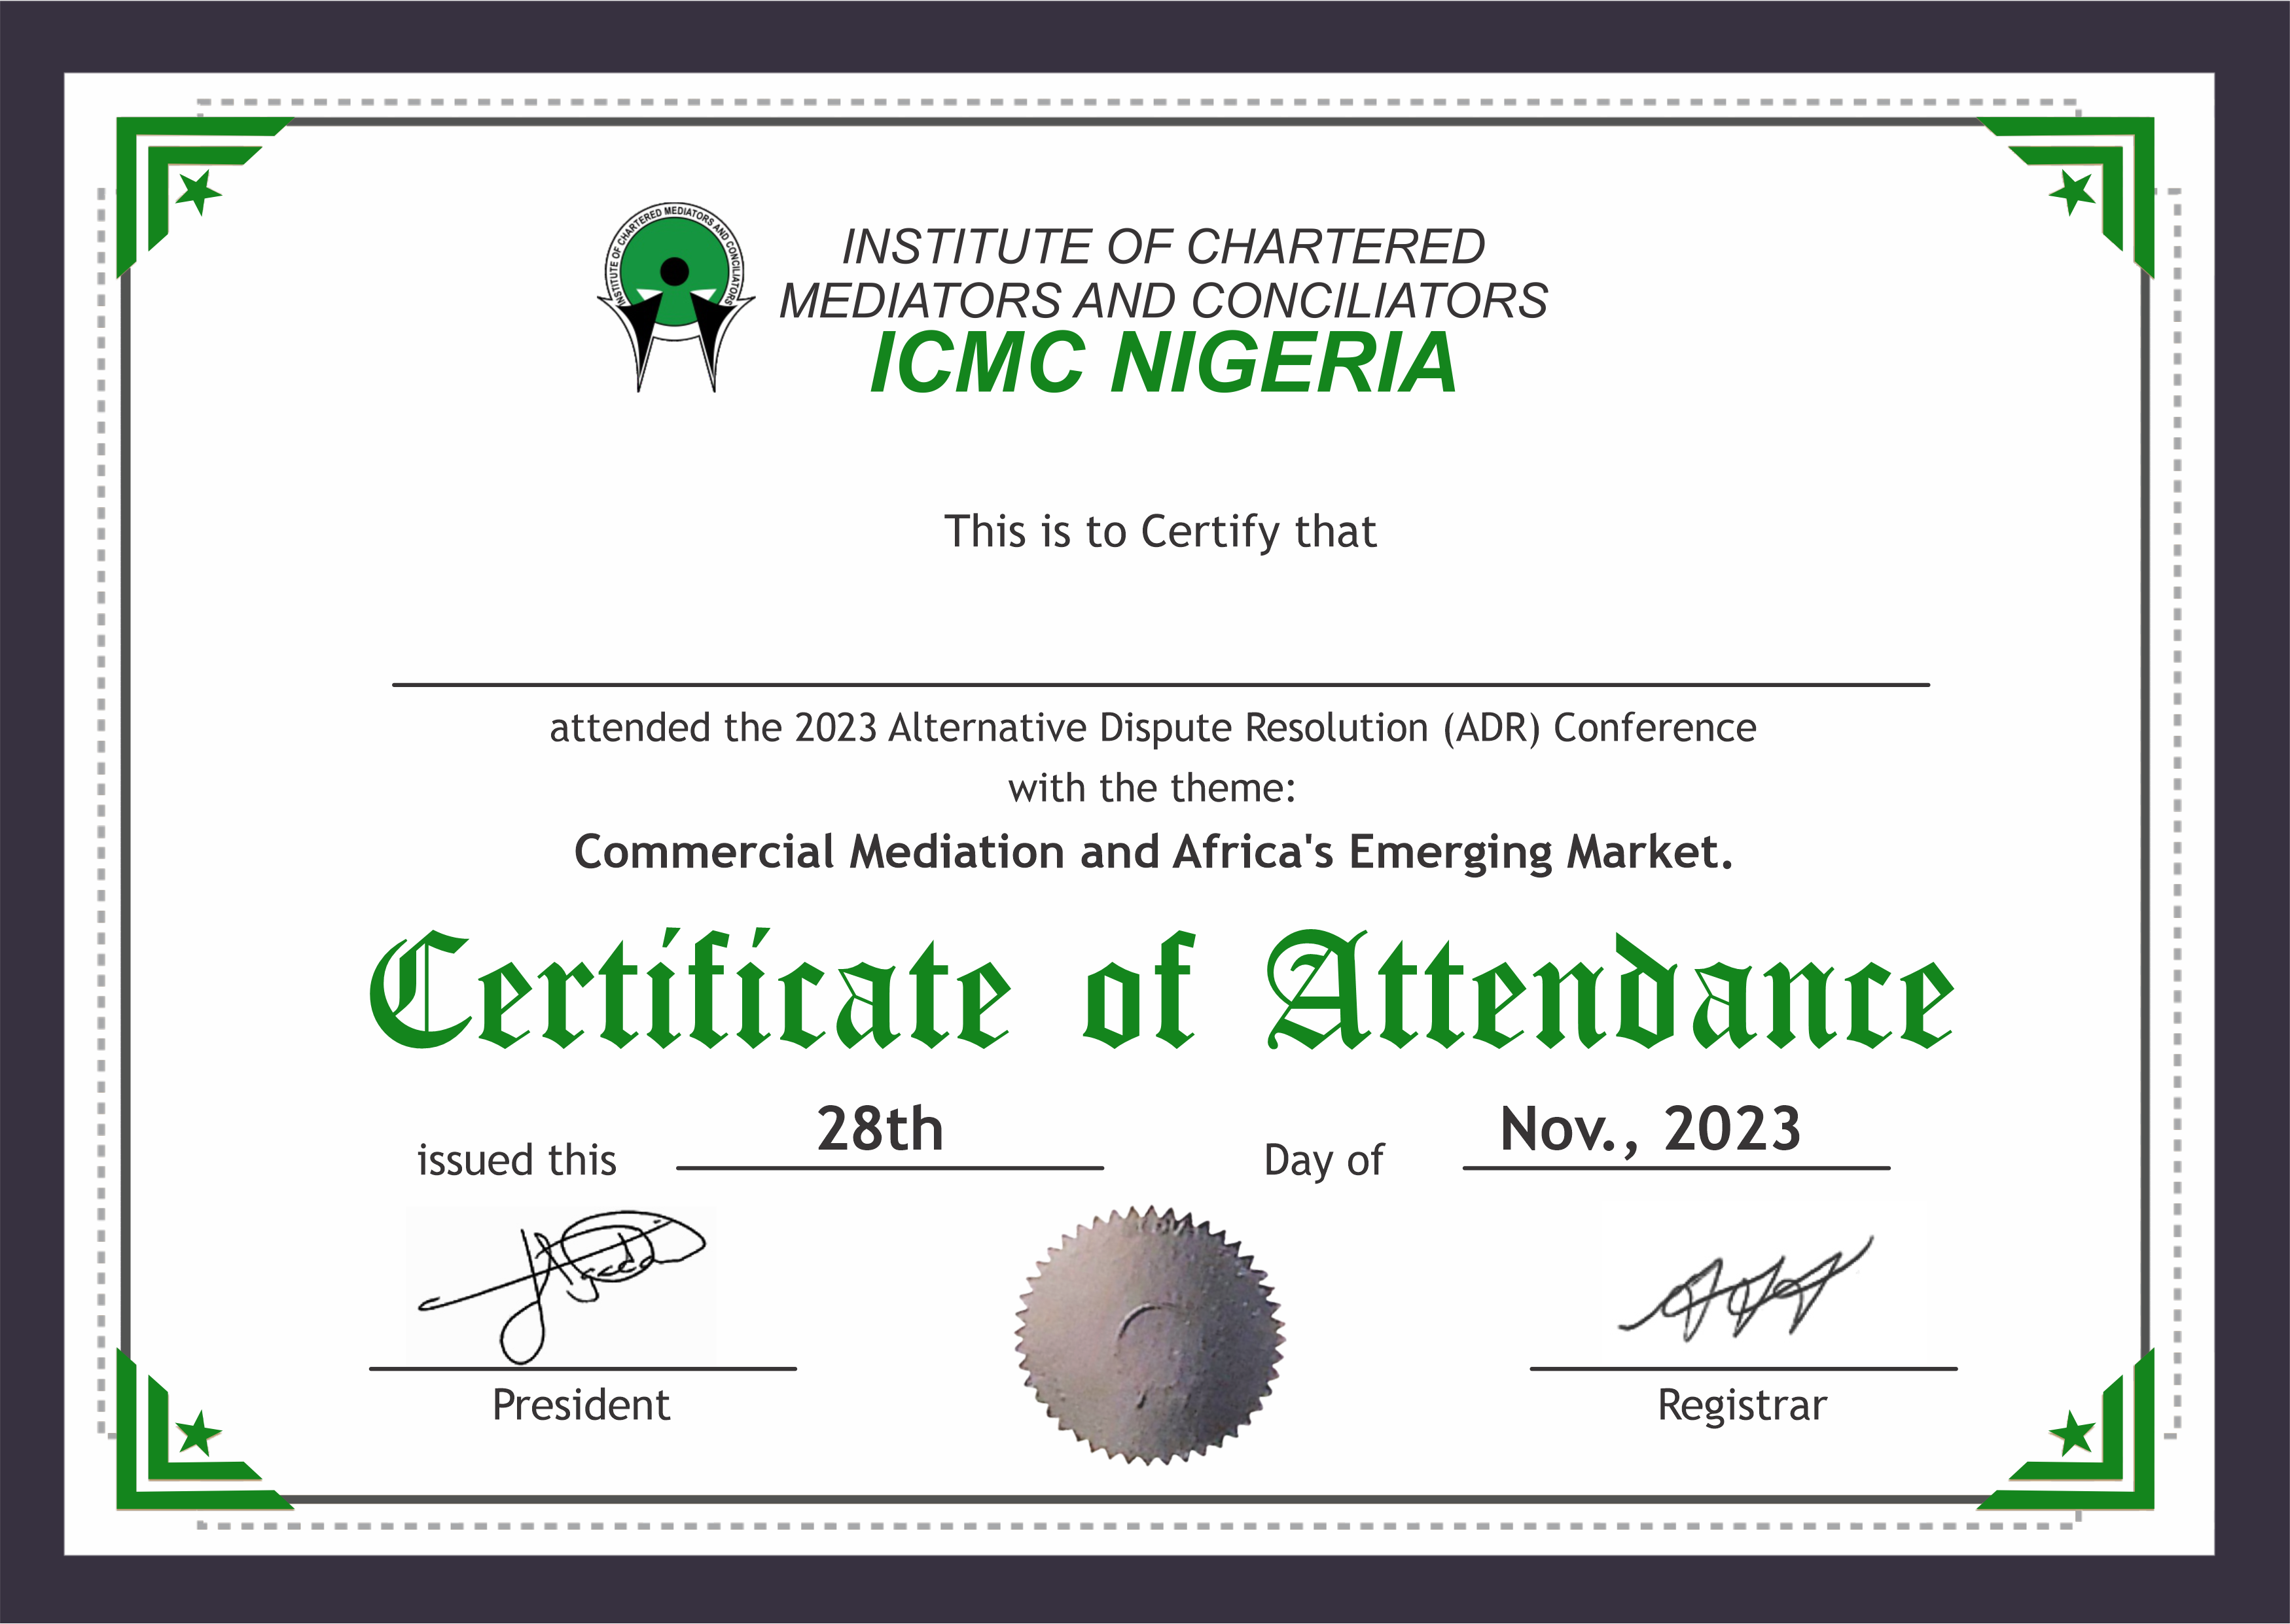 INSTITUTE OF CHARTERED MEDIATORS AND CONCILIATORS
INSTITUTE OF CHARTERED
MEDIATORS AND CONCILIATORS
ICMC NIGERIA
This is to Certify that
attended the 2023 Alternative Dispute Resolution (ADR) Conference
with the theme:
Commercial Mediation and Africa's Emerging Market.
Certificate of Attendance
issued this 28th Day of Nov., 2023
President
Registrar